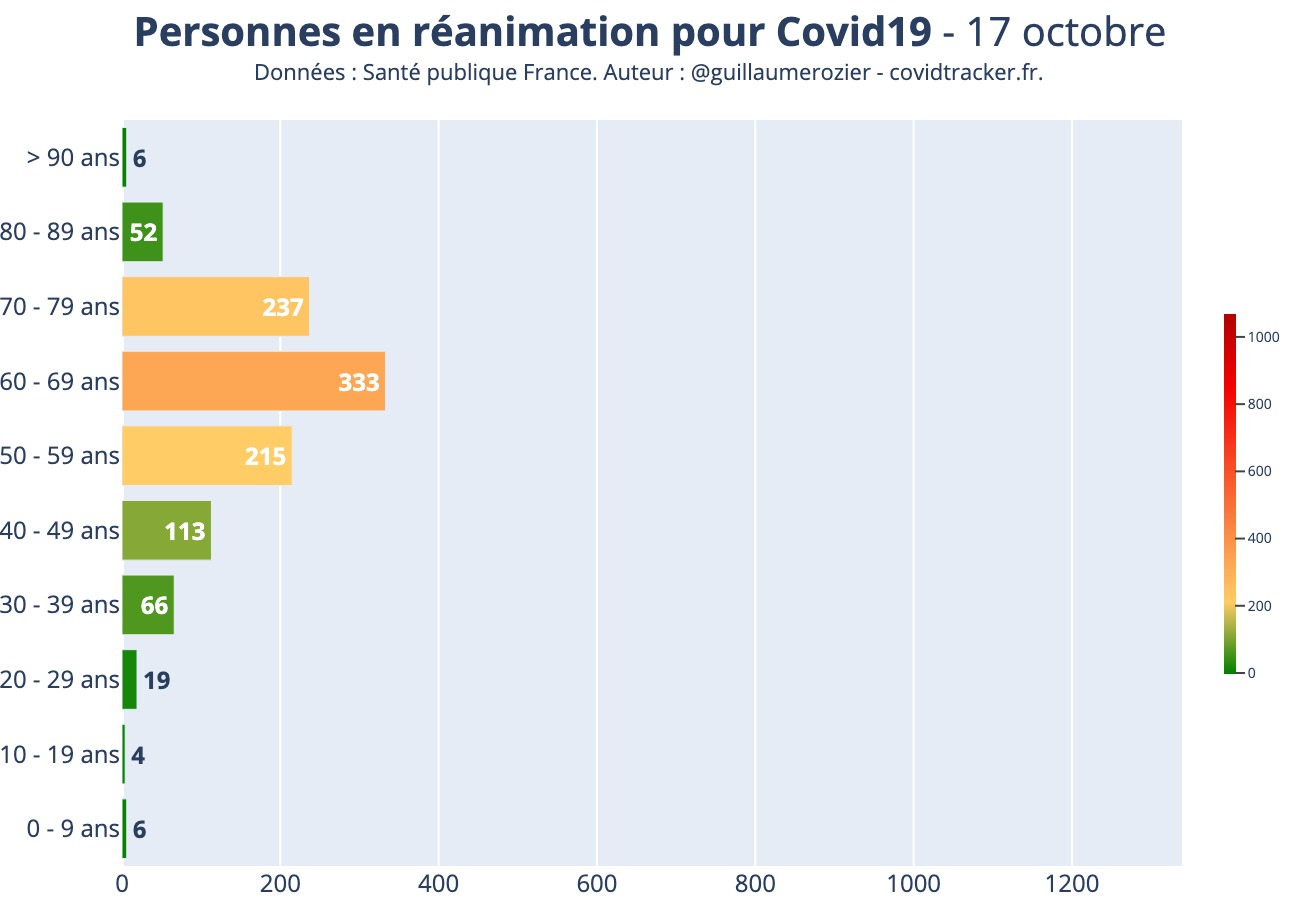 Personnes en réanimation pour Covid19 - 17 octobre
Données : Santé publique France. Auteur : @guillaumerozier - covidtracker.fr.
> 90 ans 6
80 - 89 ans 52
70 - 79 ans 237
60 - 69 ans 333
50 - 59 ans 215
40 - 49 ans 113
30 - 39 ans 66
20 - 29 ans 19
10 - 19 ans 4
0 - 9 ans 6
0 200 400 600 800 1000 1200
1000
800
600
400
200
0